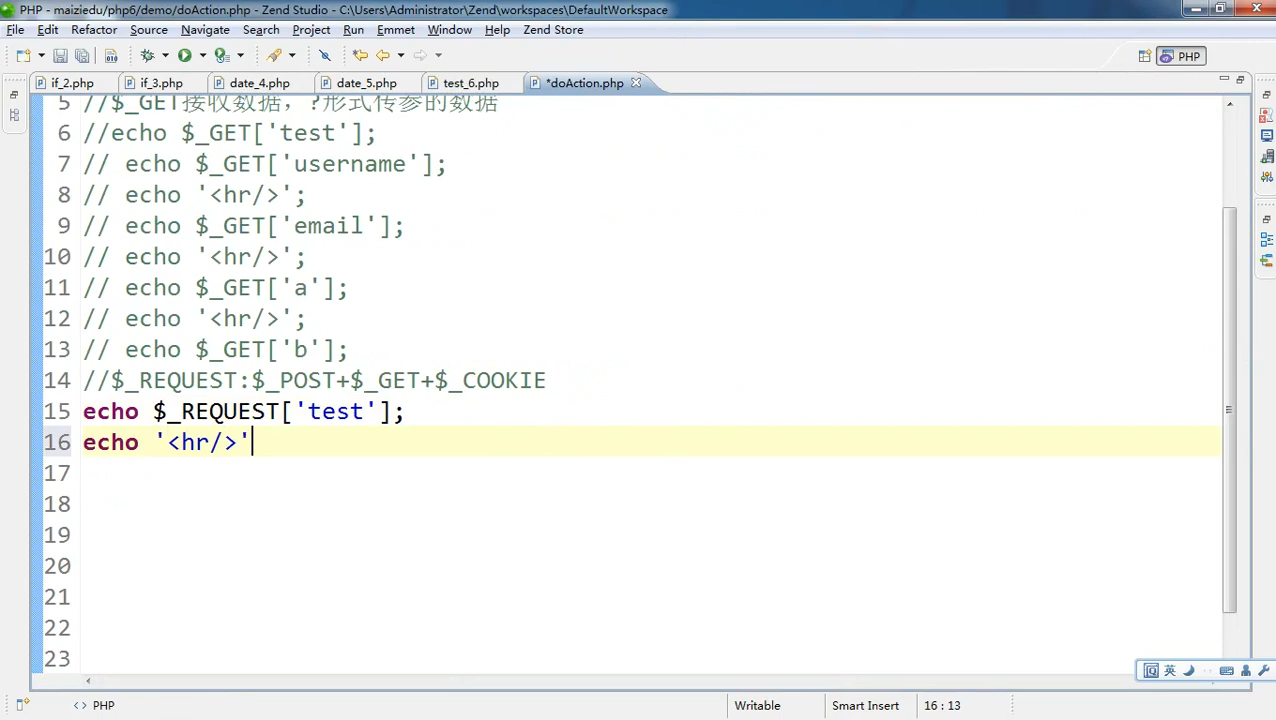 PHP - maiziedu/php6/demo/doAction.php - Zend Studio - C:\Users\Administrator\Zend\workspaces\DefaultWorkspace
File Edit Refactor Source Navigate Search Project Run Emmet Window Help Zend Store
PHP
if_2.php if_3.php date_4.php date_5.php test_6.php *doAction.php
5 //$_GET接收数据，?形式传参的数据
6 //echo $_GET['test'];
7 // echo $_GET['username'];
8 // echo '<hr/>';
9 // echo $_GET['email'];
10 // echo '<hr/>';
11 // echo $_GET['a'];
12 // echo '<hr/>';
13 // echo $_GET['b'];
14 //$_REQUEST:$_POST+$_GET+$_COOKIE
15 echo $_REQUEST['test'];
16 echo '<hr/>'
17
18
19
20
21
22
23
英
<> PHP Writable Smart Insert 16 : 13